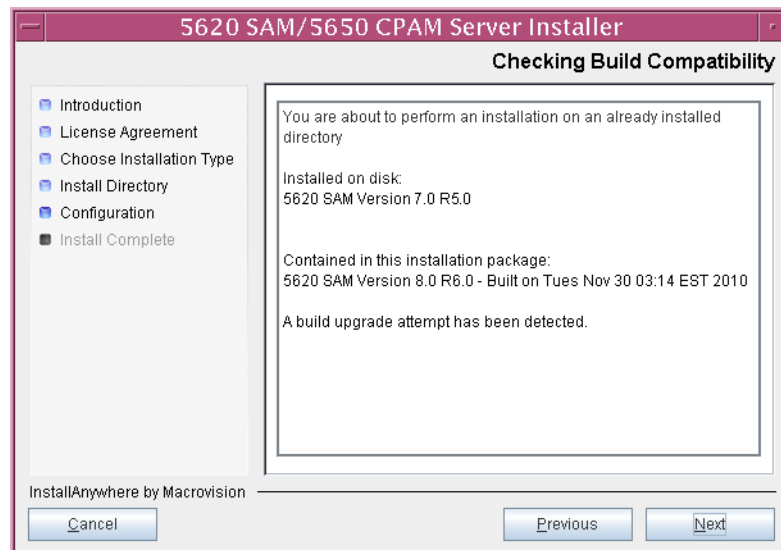 5620 SAM/5650 CPAM Server Installer
Checking Build Compatibility
Introduction
License Agreement
Choose Installation Type
Install Directory
Configuration
Install Complete
You are about to perform an installation on an already installed
directory
Installed on disk:
5620 SAM Version 7.0 R5.0
Contained in this installation package:
5620 SAM Version 8.0 R6.0 - Built on Tues Nov 30 03:14 EST 2010
A build upgrade attempt has been detected.
InstallAnywhere by Macrovision
Cancel
Previous
Next